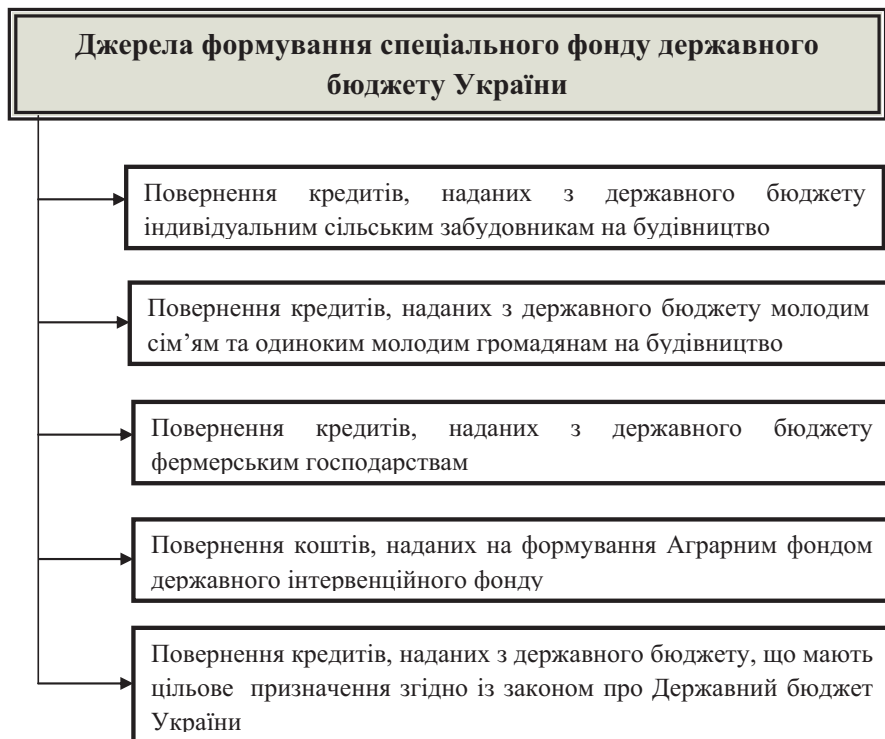 Джерела формування спеціального фонду державного
бюджету України
Повернення кредитів, наданих з державного бюджету
індивідуальним сільським забудовникам на будівництво
Повернення кредитів, наданих з державного бюджету молодим
сім’ям та одиноким молодим громадянам на будівництво
Повернення кредитів, наданих з державного бюджету
фермерським господарствам
Повернення коштів, наданих на формування Аграрним фондом
державного інтервенційного фонду
Повернення кредитів, наданих з державного бюджету, що мають
цільове призначення згідно із законом про Державний бюджет
України